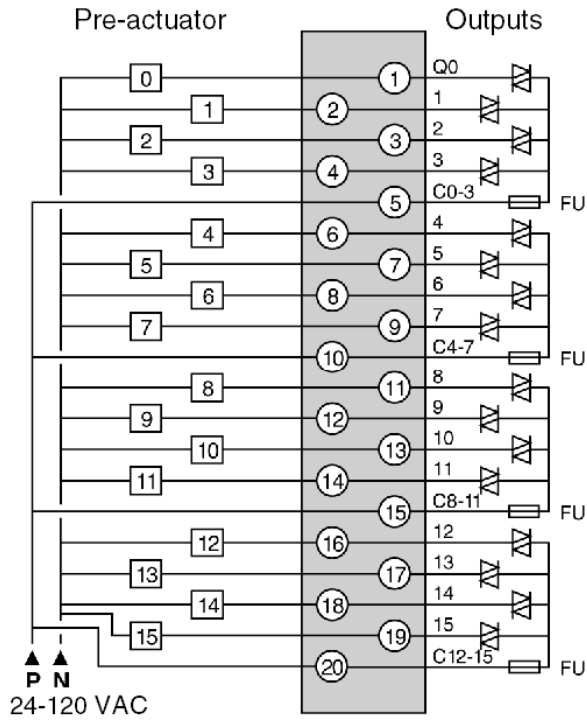 Pre-actuator Outputs
0 1 Q0
1 2 1
2 3 2
3 4 3
5 C0-3 FU
4 6 4
5 7 5
6 8 6
7 9 7
10 C4-7 FU
8 11 8
9 12 9
10 13 10
11 14 11
15 C8-11 FU
12 16 12
13 17 13
14 18 14
15 19 15
20 C12-15 FU
P N
24-120 VAC